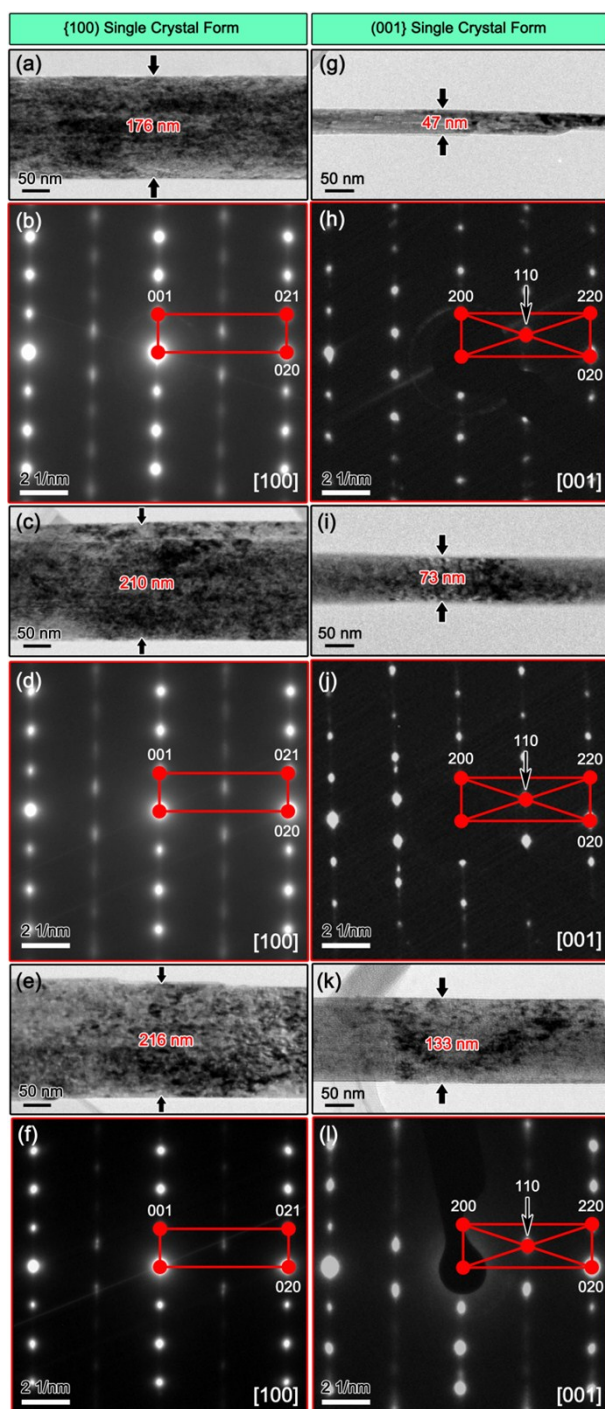 {100} Single Crystal Form
(a)
176 nm
50 nm
(b)
001
021
020
2 1/nm
[100]
(c)
210 nm
50 nm
(d)
001
021
020
2 1/nm
[100]
(e)
216 nm
50 nm
(f)
001
021
020
2 1/nm
[100]
(001} Single Crystal Form
(g)
47 nm
50 nm
(h)
110
200
220
020
2 1/nm
[001]
(i)
73 nm
50 nm
(j)
110
200
220
020
2 1/nm
[001]
(k)
133 nm
50 nm
(l)
110
200
220
020
2 1/nm
[001]